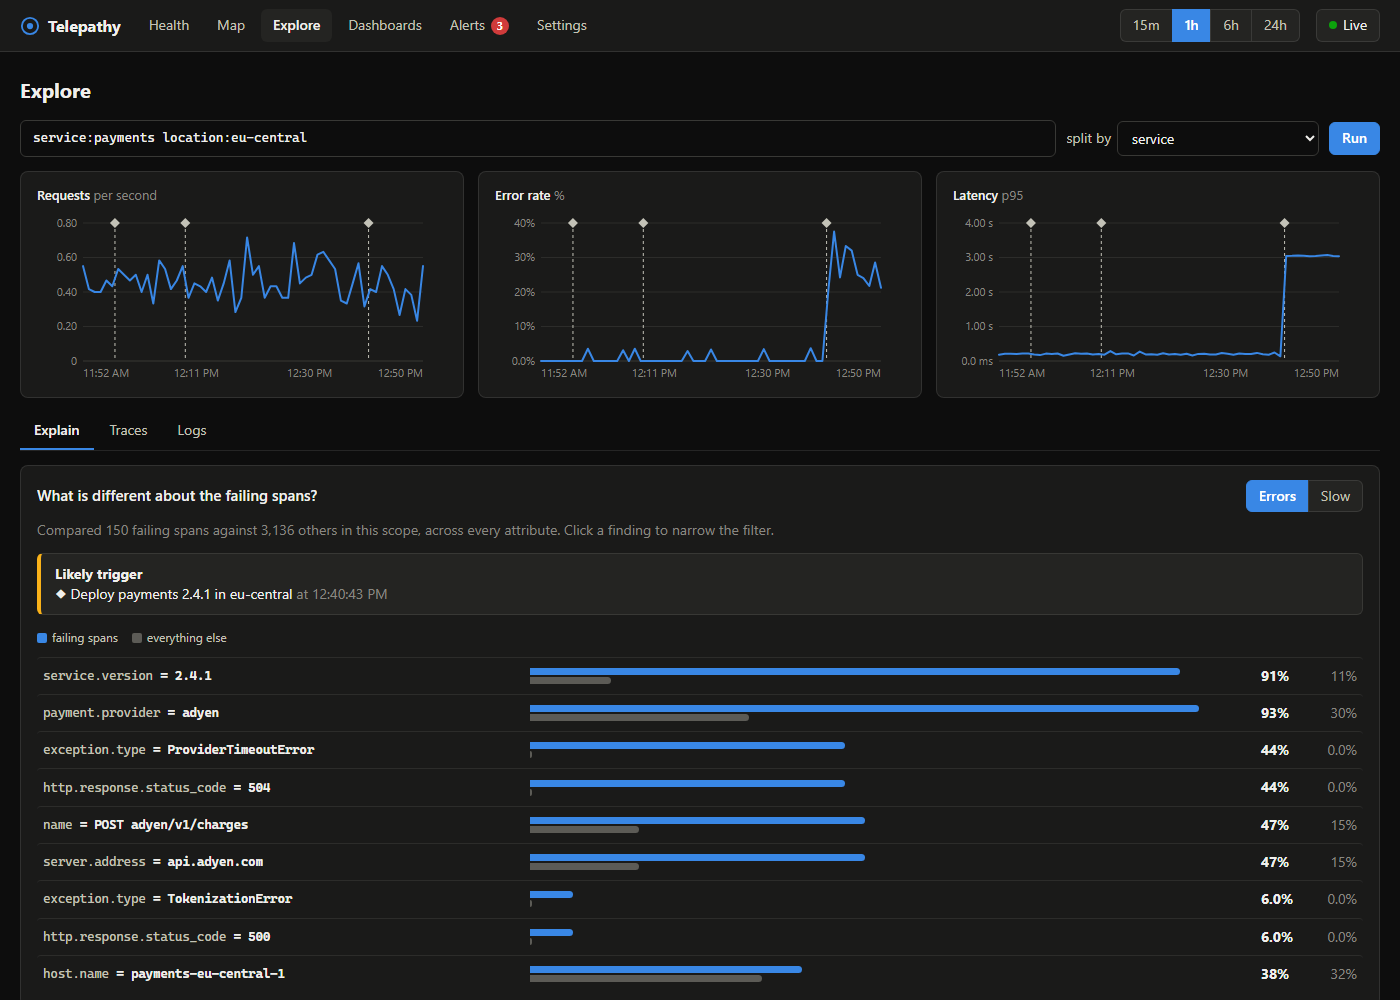 Telepathy Health Map Explore Dashboards Alerts 3 Settings 15m 1h 6h 24h Live
Explore
service:payments location:eu-central split by service Run
Requests per second
0.80
0.60
0.40
0.20
0
11:52 AM 12:11 PM 12:30 PM 12:50 PM
Error rate %
40%
30%
20%
10%
0.0%
11:52 AM 12:11 PM 12:30 PM 12:50 PM
Latency p95
4.00 s
3.00 s
2.00 s
1.00 s
0.0 ms
11:52 AM 12:11 PM 12:30 PM 12:50 PM
Explain Traces Logs
What is different about the failing spans? Errors Slow
Compared 150 failing spans against 3,136 others in this scope, across every attribute. Click a finding to narrow the filter.
Likely trigger
◆ Deploy payments 2.4.1 in eu-central at 12:40:43 PM
failing spans everything else
service.version = 2.4.1 91% 11%
payment.provider = adyen 93% 30%
exception.type = ProviderTimeoutError 44% 0.0%
http.response.status_code = 504 44% 0.0%
name = POST adyen/v1/charges 47% 15%
server.address = api.adyen.com 47% 15%
exception.type = TokenizationError 6.0% 0.0%
http.response.status_code = 500 6.0% 0.0%
host.name = payments-eu-central-1 38% 32%